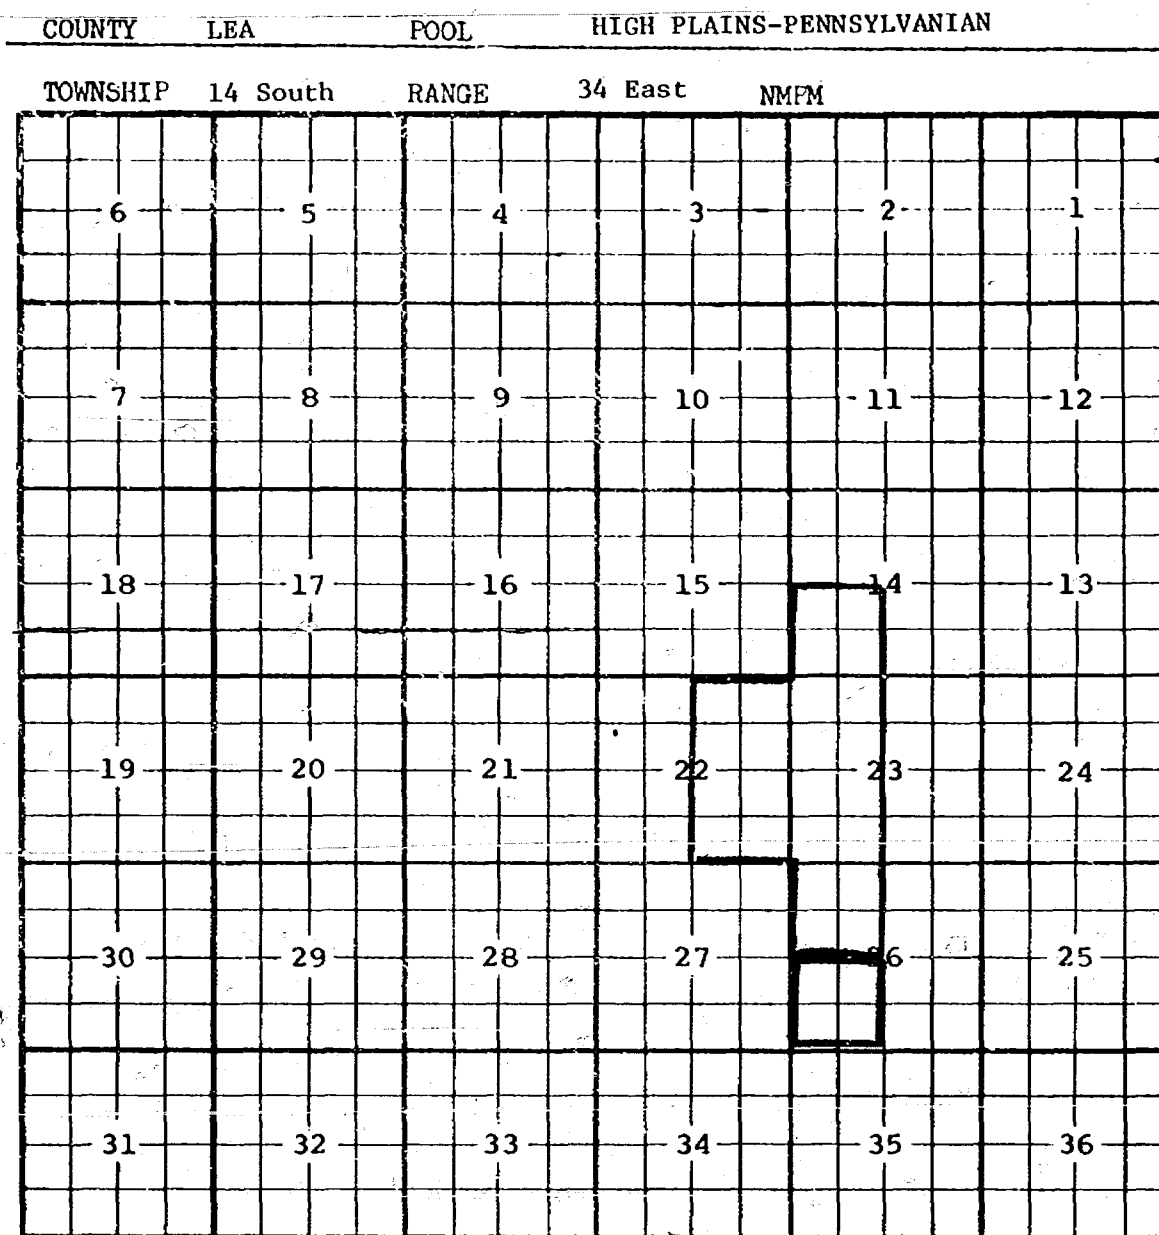 COUNTY LEA POOL HIGH PLAINS-PENNSYLVANIAN
TOWNSHIP 14 South RANGE 34 East NMPM
6 5 4 3 2 1
7 8 9 10 11 12
18 17 16 15 14 13
19 20 21 22 23 24
30 29 28 27 26 25
31 32 33 34 35 36